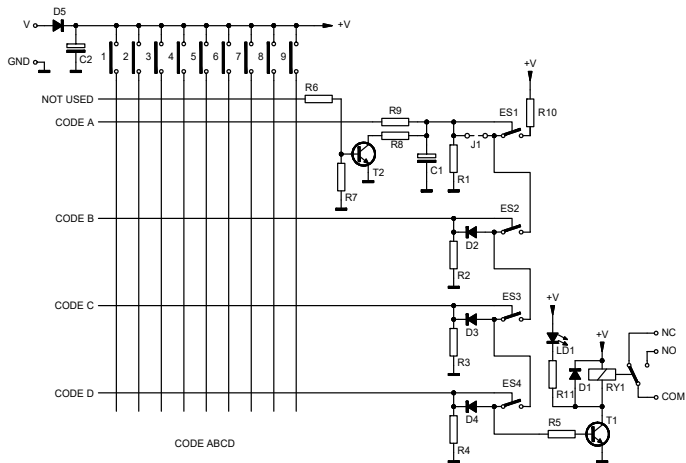 D5
V
+V
GND
C2
1 2 3 4 5 6 7 8 9
NOT USED
R6
CODE A
R9
R8
T2
R7
C1
R1
J1
ES1
+V
R10
CODE B
ES2
D2
R2
CODE C
ES3
D3
R3
+V
LD1
R11
+V
D1
RY1
NC
NO
COM
CODE D
ES4
D4
R4
R5
T1
CODE ABCD